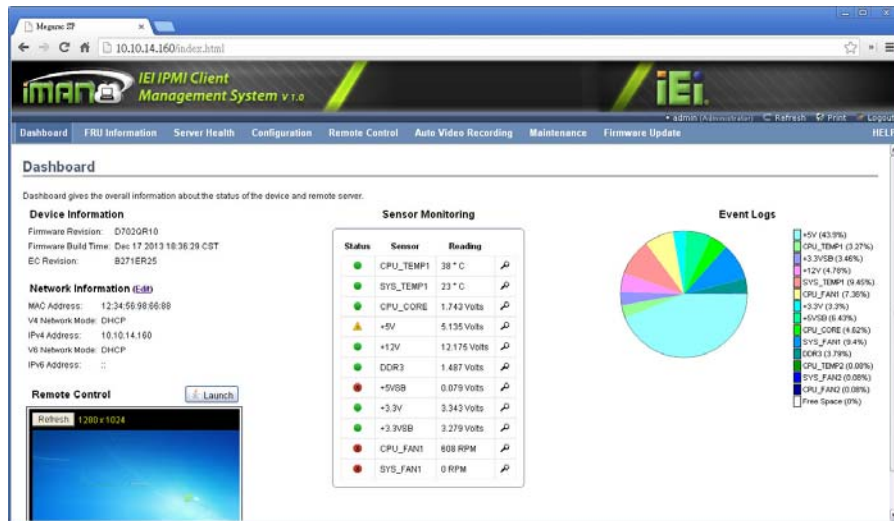 Megarac SP
10.10.14.160/index.html
iMAN
IEI IPMI Client
Management System v 1.0
iEi
admin (Administrator) Refresh Print Logout
Dashboard FRU Information Server Health Configuration Remote Control Auto Video Recording Maintenance Firmware Update HELP
Dashboard
Dashboard gives the overall information about the status of the device and remote server.
Device Information
Firmware Revision: D702QR10
Firmware Build Time: Dec 17 2013 18:36:29 CST
EC Revision: B271ER25
Network Information (Edit)
MAC Address: 12:34:56:98:66:88
V4 Network Mode: DHCP
IPv4 Address: 10.10.14.160
V6 Network Mode: DHCP
IPv6 Address: ::
Remote Control Launch
Refresh 1280 x 1024
Sensor Monitoring
Status Sensor Reading
CPU_TEMP1 38 ° C
SYS_TEMP1 23 ° C
CPU_CORE 1.743 Volts
+5V 5.135 Volts
+12V 12.175 Volts
DDR3 1.487 Volts
+5VSB 0.079 Volts
+3.3V 3.343 Volts
+3.3VSB 3.279 Volts
CPU_FAN1 608 RPM
SYS_FAN1 0 RPM
Event Logs
+5V (43.9%)
CPU_TEMP1 (3.27%)
+3.3VSB (3.46%)
+12V (4.76%)
SYS_TEMP1 (9.45%)
CPU_FAN1 (7.35%)
+3.3V (3.3%)
+5VSB (6.43%)
CPU_CORE (4.62%)
SYS_FAN1 (9.4%)
DDR3 (3.79%)
CPU_TEMP2 (0.08%)
SYS_FAN2 (0.08%)
CPU_FAN2 (0.08%)
Free Space (0%)